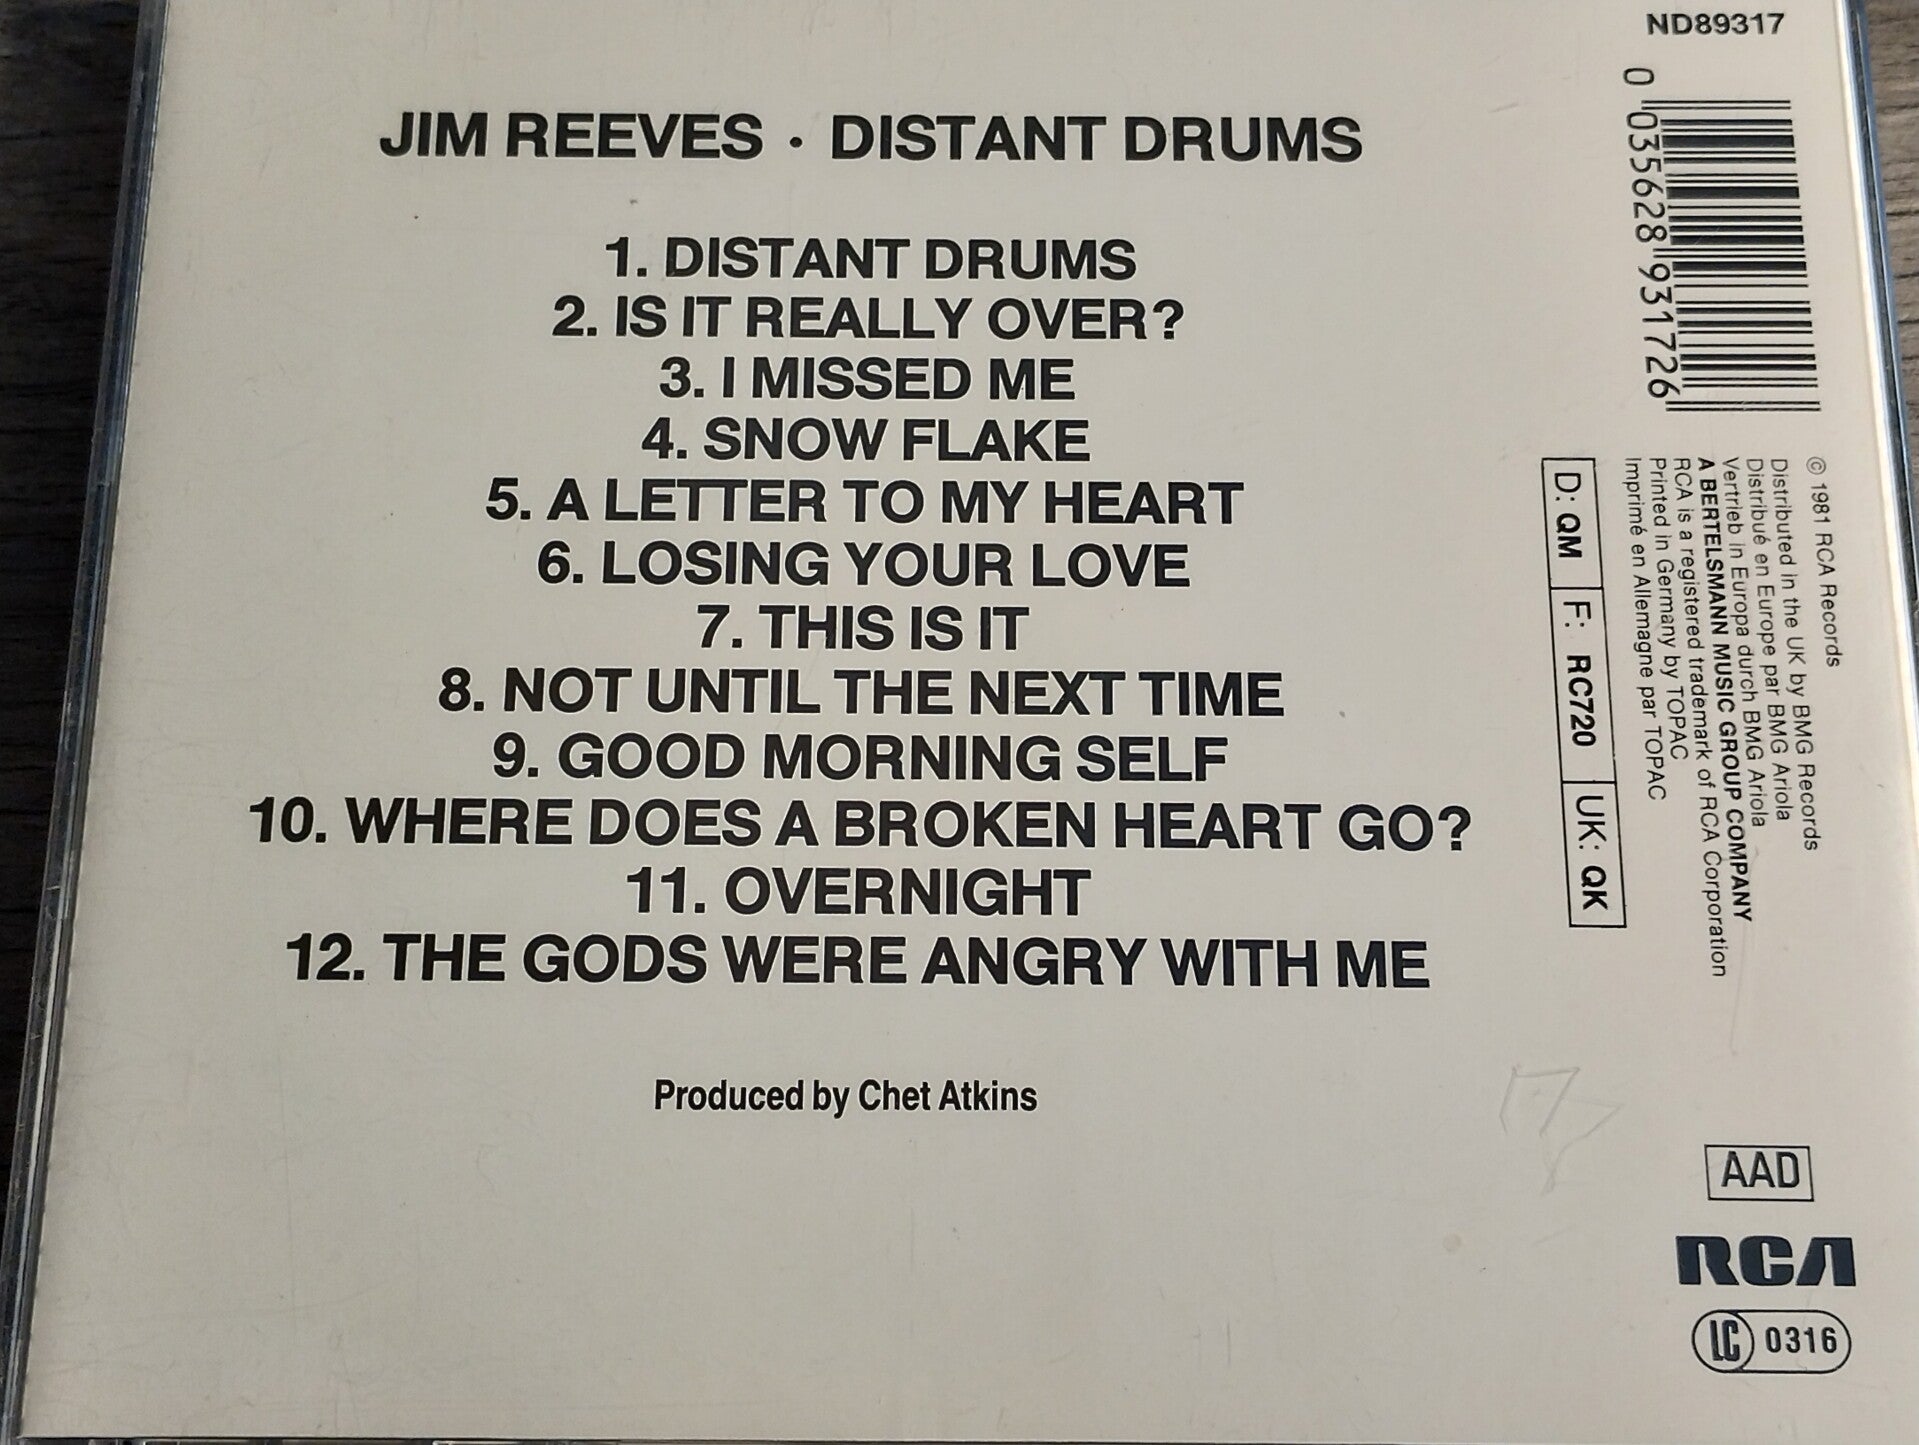 ND89317
JIM REEVES · DISTANT DRUMS
1. DISTANT DRUMS
2. IS IT REALLY OVER?
3. I MISSED ME
4. SNOW FLAKE
5. A LETTER TO MY HEART
6. LOSING YOUR LOVE
7. THIS IS IT
8. NOT UNTIL THE NEXT TIME
9. GOOD MORNING SELF
10. WHERE DOES A BROKEN HEART GO?
11. OVERNIGHT
12. THE GODS WERE ANGRY WITH ME
Produced by Chet Atkins
0 035628 931726
© 1981 RCA Records
Distributed in the UK by BMG Records
Distribué en Europe par BMG Ariola
Vertrieb in Europa durch BMG Ariola
A BERTELSMANN MUSIC GROUP COMPANY
RCA is a registered trademark of RCA Corporation
Printed in Germany by TOPAC
Imprimé en Allemagne par TOPAC
D: QM F: RC720 UK: QK
AAD
RCA
LC 0316